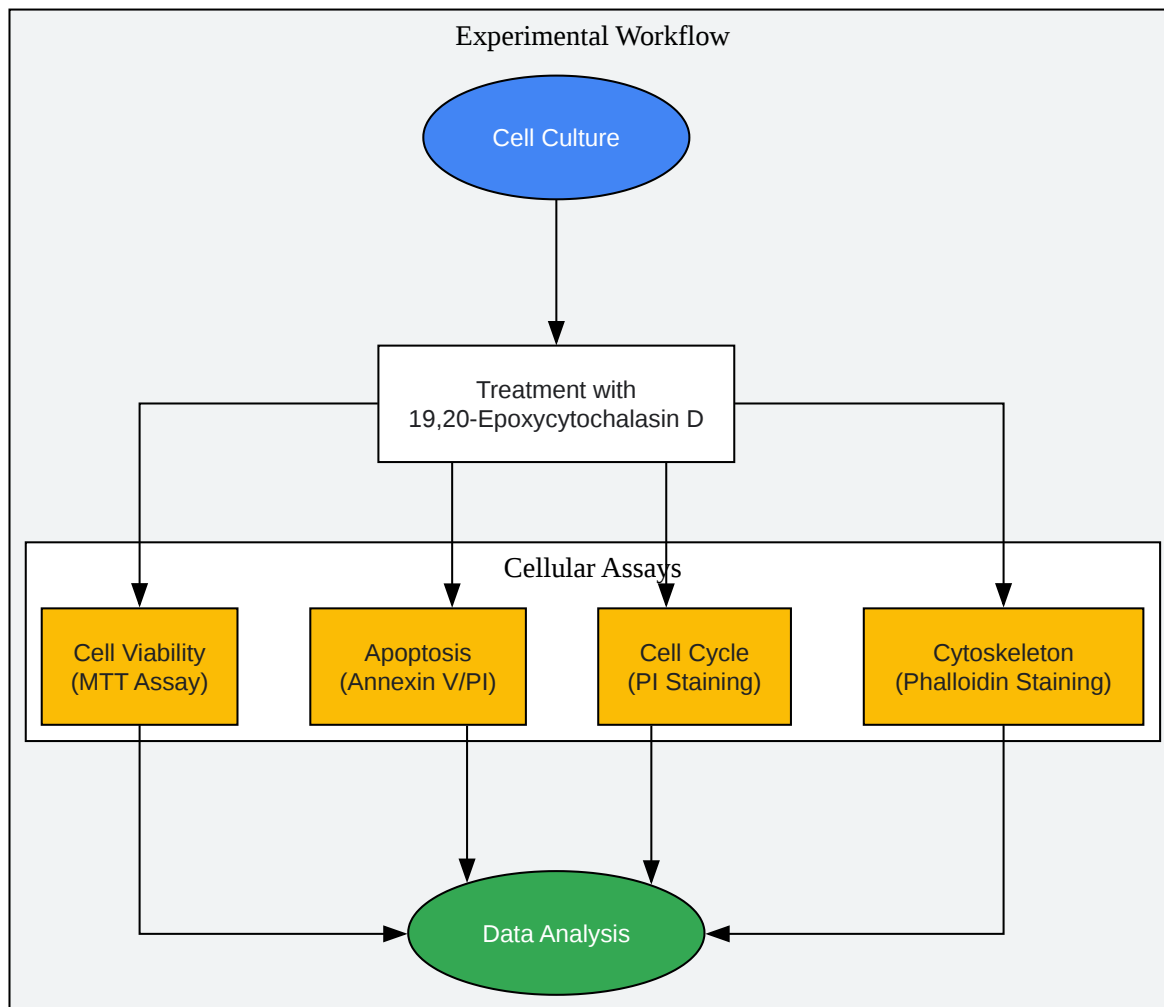 Experimental Workflow
Cell Culture
Treatment with
19,20-Epoxycytochalasin D
Cellular Assays
Cell Viability
(MTT Assay)
Apoptosis
(Annexin V/PI)
Cell Cycle
(PI Staining)
Cytoskeleton
(Phalloidin Staining)
Data Analysis